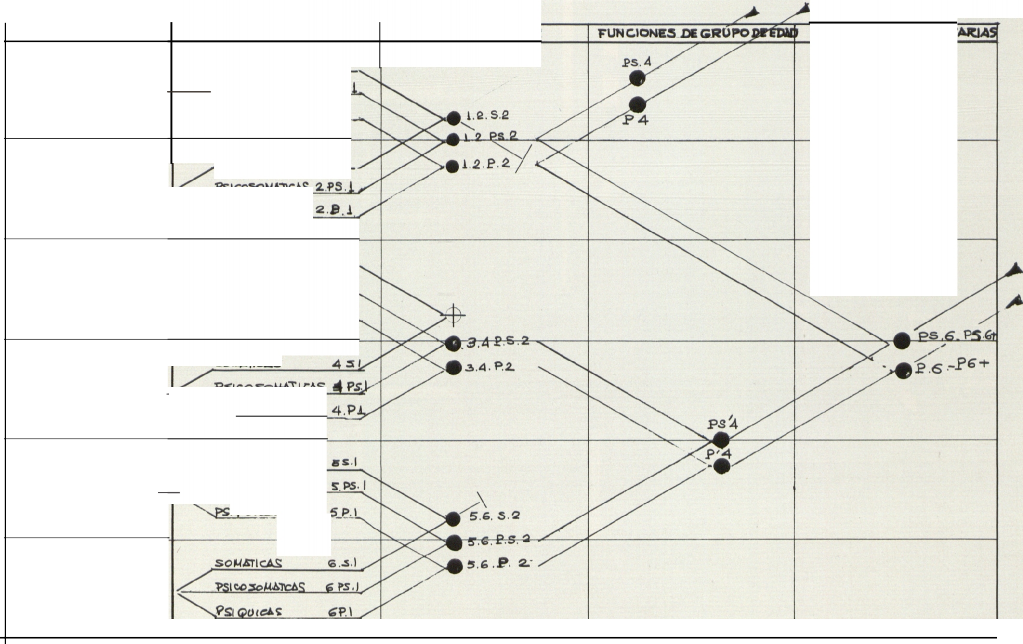 FUNCIONES DE GRUPO DE EDAD
ARIAS
PS.4
P 4
1.2.S.2
1.2.PS.2
1.2.P.2
PSICOSOMATICAS 2.PS.1
2.P.1
3.4 P.S.2
3.4.P.2
4 S.1
PSICOSOMATICAS 4 PS.1
4.P.1
PS.6.PS6+
P.6.-P6+
PS'4
P'4
5 S.1
5.PS.1
PS 5.P.1
5.6.S.2
5.6.P.S.2
5.6.P.2
SOMATICAS 6.S.1
PSICOSOMATCAS 6 PS.1
PSIQUICAS 6P.1